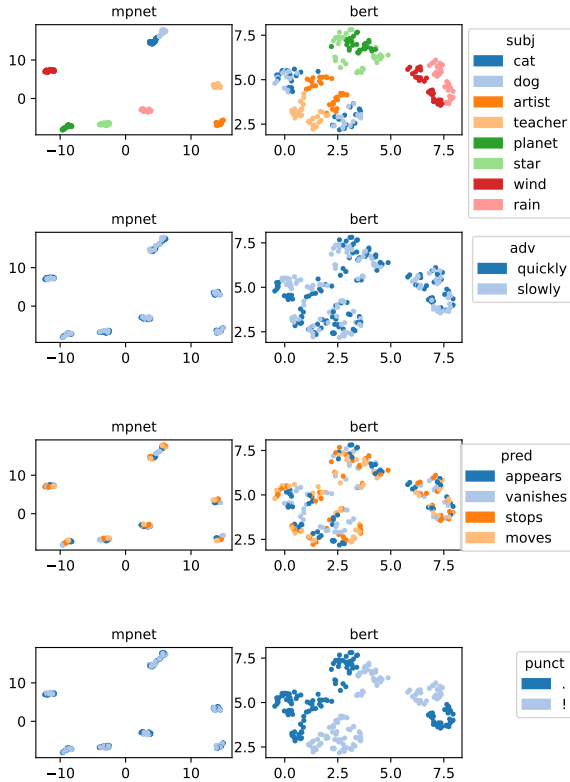 mpnet
bert
subj
cat
dog
artist
teacher
planet
star
wind
rain
10
0
−10
0
10
7.5
5.0
2.5
0.0
2.5
5.0
7.5
mpnet
bert
adv
quickly
slowly
10
0
−10
0
10
7.5
5.0
2.5
0.0
2.5
5.0
7.5
mpnet
bert
pred
appears
vanishes
stops
moves
10
0
−10
0
10
7.5
5.0
2.5
0.0
2.5
5.0
7.5
mpnet
bert
punct
.
!
10
0
−10
0
10
7.5
5.0
2.5
0.0
2.5
5.0
7.5